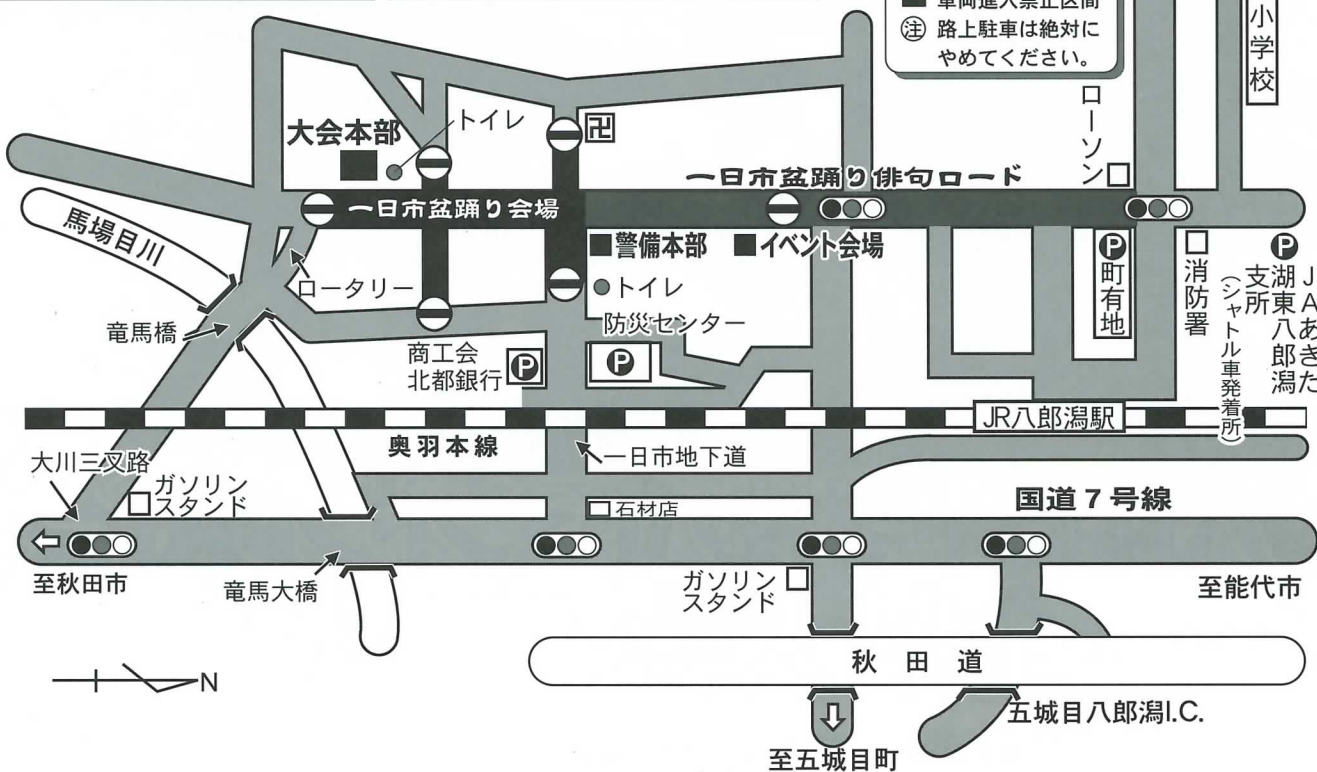 車両進入禁止区間
注 路上駐車は絶対に
やめてください。
小学校
ローソン
大会本部
トイレ
卍
一日市盆踊り俳句ロード
一日市盆踊り会場
馬場目川
警備本部
イベント会場
ロータリー
トイレ
竜馬橋
防災センター
商工会
北都銀行
P
P
P
町有地
消防署
P
JAあきた
湖東八郎潟
支所
(シャトル車発着所)
JR八郎潟駅
奥羽本線
一日市地下道
大川三又路
ガソリン
スタンド
石材店
国道7号線
至秋田市
竜馬大橋
ガソリン
スタンド
至能代市
秋田道
N
五城目八郎潟I.C.
至五城目町